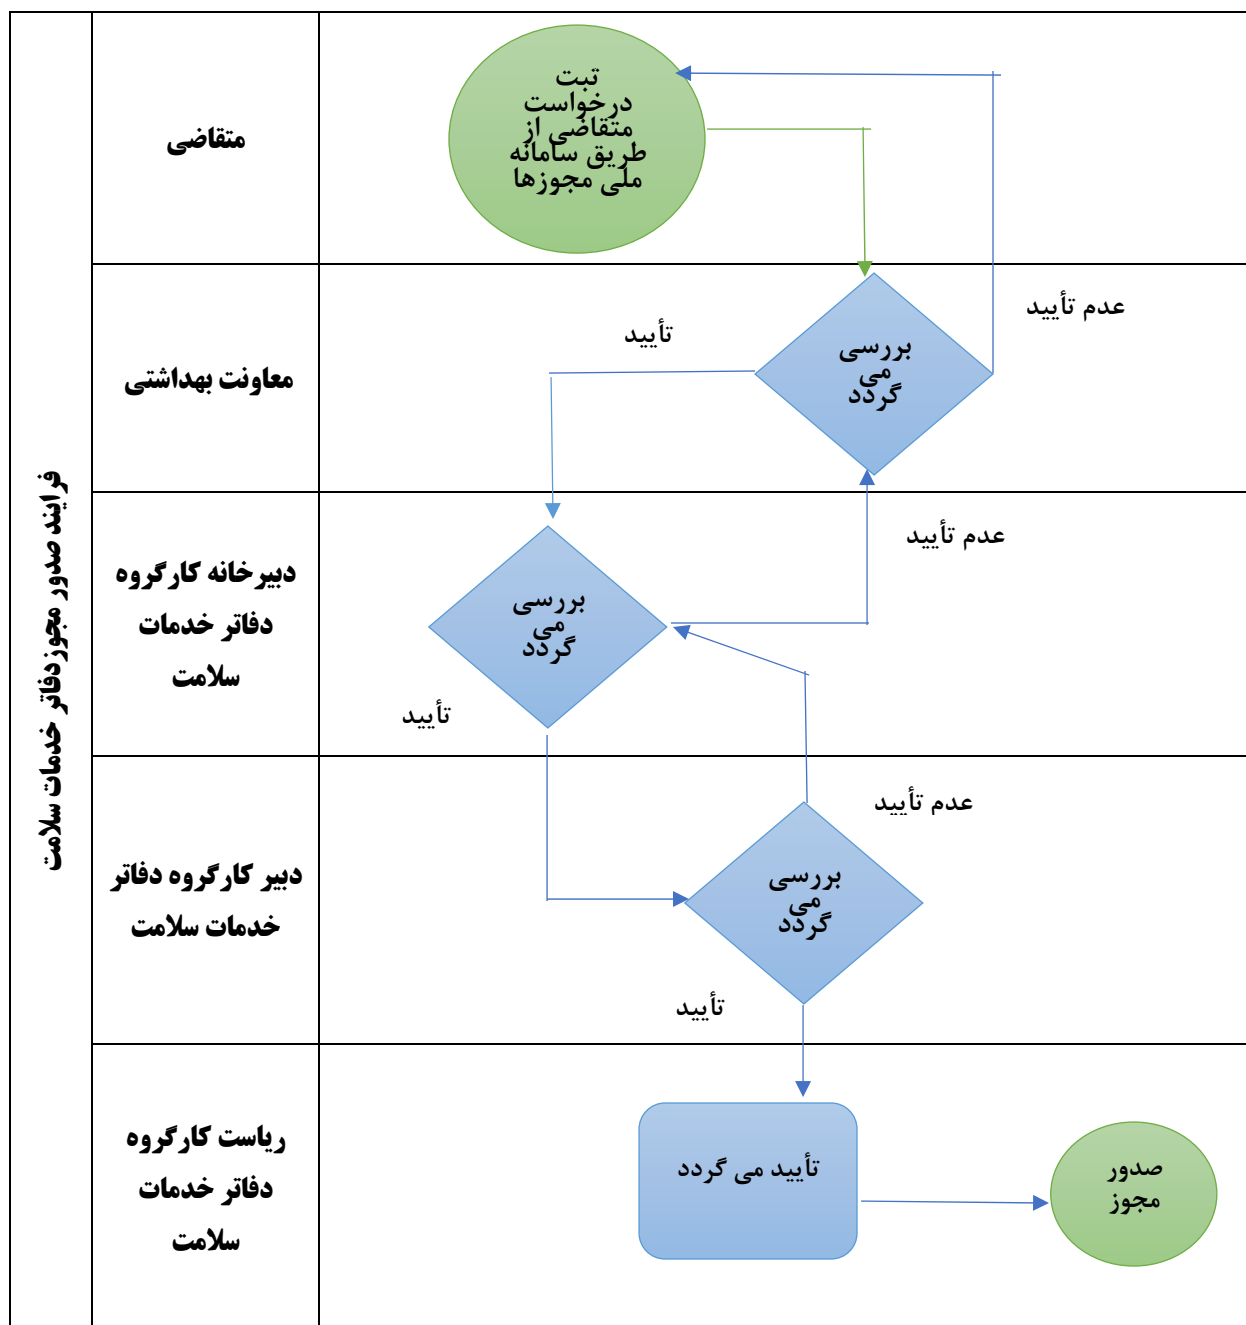 فرایند صدور مجوزدفاتر خدمات سلامت
متقاضی
ثبت
درخواست
متقاضی از
طریق سامانه
ملی مجوزها
معاونت بهداشتی
بررسی
می
گردد
عدم تأیید
تأیید
دبیرخانه کارگروه
دفاتر خدمات
سلامت
عدم تأیید
بررسی
می
گردد
تأیید
دبیر کارگروه دفاتر
خدمات سلامت
عدم تأیید
بررسی
می
گردد
تأیید
ریاست کارگروه
دفاتر خدمات
سلامت
تأیید می گردد
صدور
مجوز